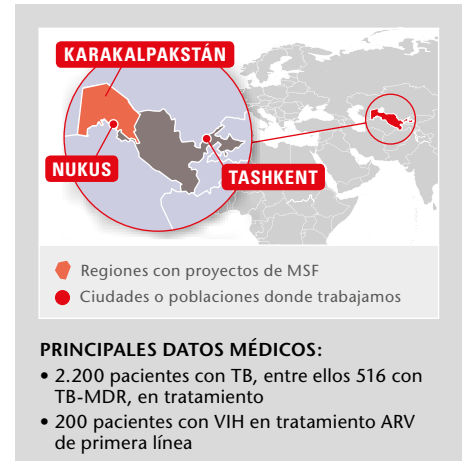 KARAKALPAKSTÁN
NUKUS
TASHKENT
Regiones con proyectos de MSF
Ciudades o poblaciones donde trabajamos
PRINCIPALES DATOS MÉDICOS:
• 2.200 pacientes con TB, entre ellos 516 con
TB-MDR, en tratamiento
• 200 pacientes con VIH en tratamiento ARV
de primera línea